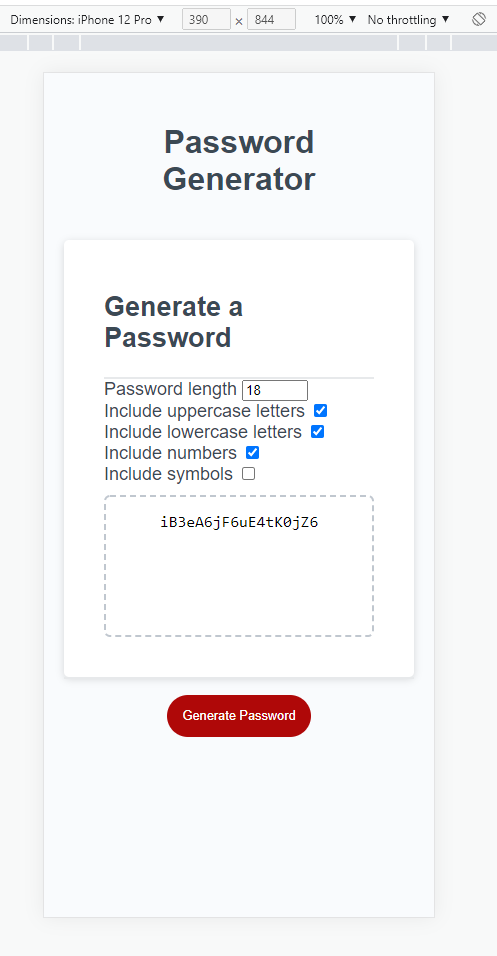 Dimensions: iPhone 12 Pro ▼ 390 × 844 100% ▼ No throttling ▼
Password
Generator
Generate a
Password
Password length 18
Include uppercase letters
Include lowercase letters
Include numbers
Include symbols
iB3eA6jF6uE4tK0jZ6
Generate Password